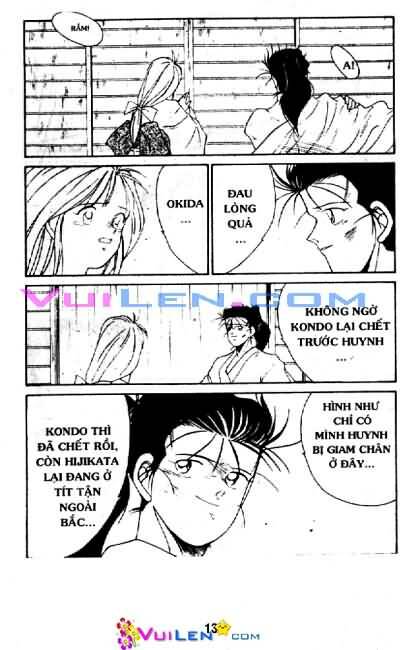 RẦM!
A!
OKIDA
...
ĐAU
LÒNG
QUÁ
...
VUILEN.COM
KHÔNG NGỜ
KONDO LẠI CHẾT
TRƯỚC HUYNH
...
HÌNH NHƯ
CHỈ CÓ
MÌNH HUYNH
BỊ GIAM CHÂN
Ở ĐÂY...
KONDO THÌ
ĐÃ CHẾT RỒI,
CÒN HIJIKATA
LẠI ĐANG Ở
TÍT TẬN
NGOÀI
BẮC...
13
VUILEN.COM